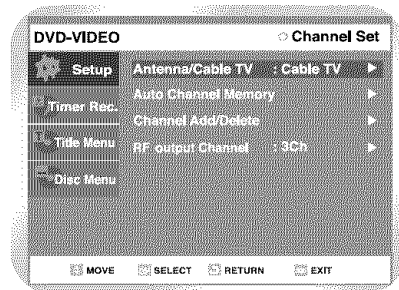 DVD-VIDEO Channel Set
Setup Antenna/Cable TV : Cable TV
Auto Channel Memory
Timer Rec.
Channel Add/Delete
Title Menu RF output Channel : 3Ch
Disc Menu
MOVE SELECT RETURN EXIT